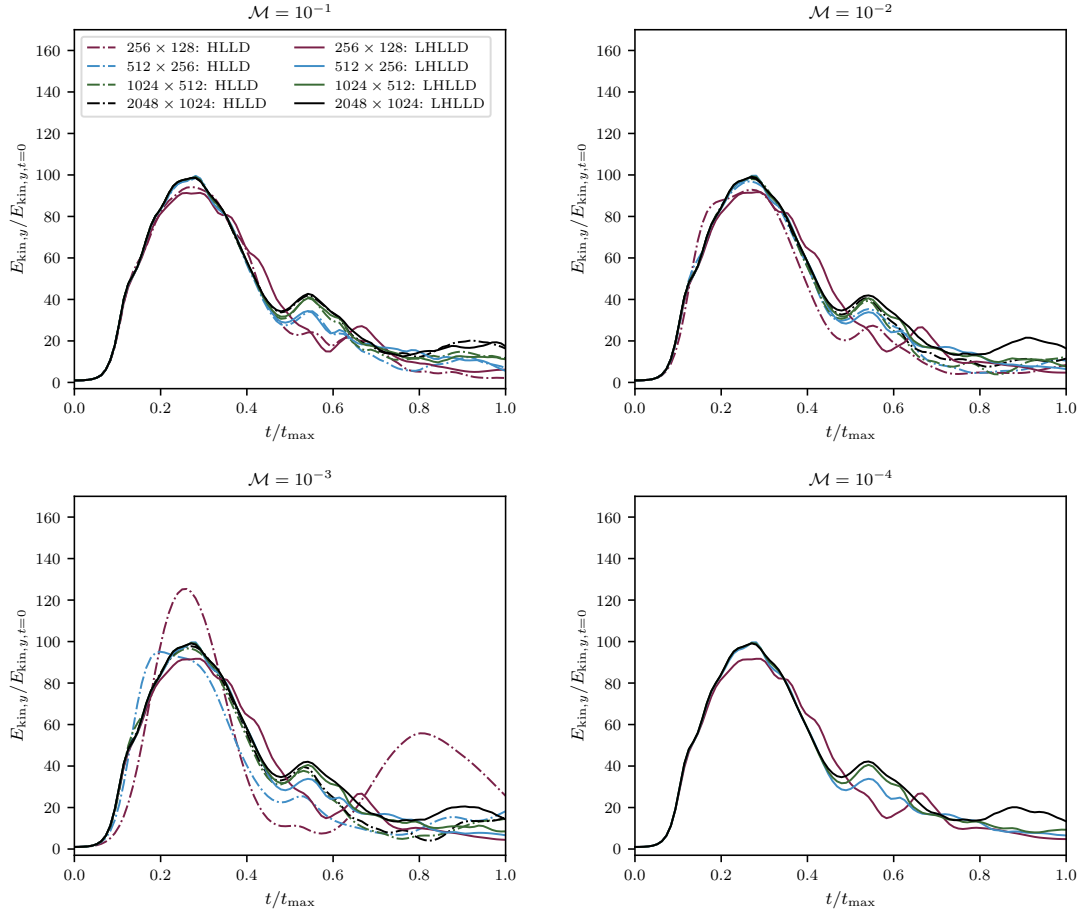 M = 10⁻¹
160
140
120
100
80
60
40
20
0
E_kin,y/E_kin,y,t=0
256 × 128: HLLD
512 × 256: HLLD
1024 × 512: HLLD
2048 × 1024: HLLD
256 × 128: LHLLD
512 × 256: LHLLD
1024 × 512: LHLLD
2048 × 1024: LHLLD
0.0 0.2 0.4 0.6 0.8 1.0
t/t_max
M = 10⁻²
160
140
120
100
80
60
40
20
0
E_kin,y/E_kin,y,t=0
0.0 0.2 0.4 0.6 0.8 1.0
t/t_max
M = 10⁻³
160
140
120
100
80
60
40
20
0
E_kin,y/E_kin,y,t=0
0.0 0.2 0.4 0.6 0.8 1.0
t/t_max
M = 10⁻⁴
160
140
120
100
80
60
40
20
0
E_kin,y/E_kin,y,t=0
0.0 0.2 0.4 0.6 0.8 1.0
t/t_max